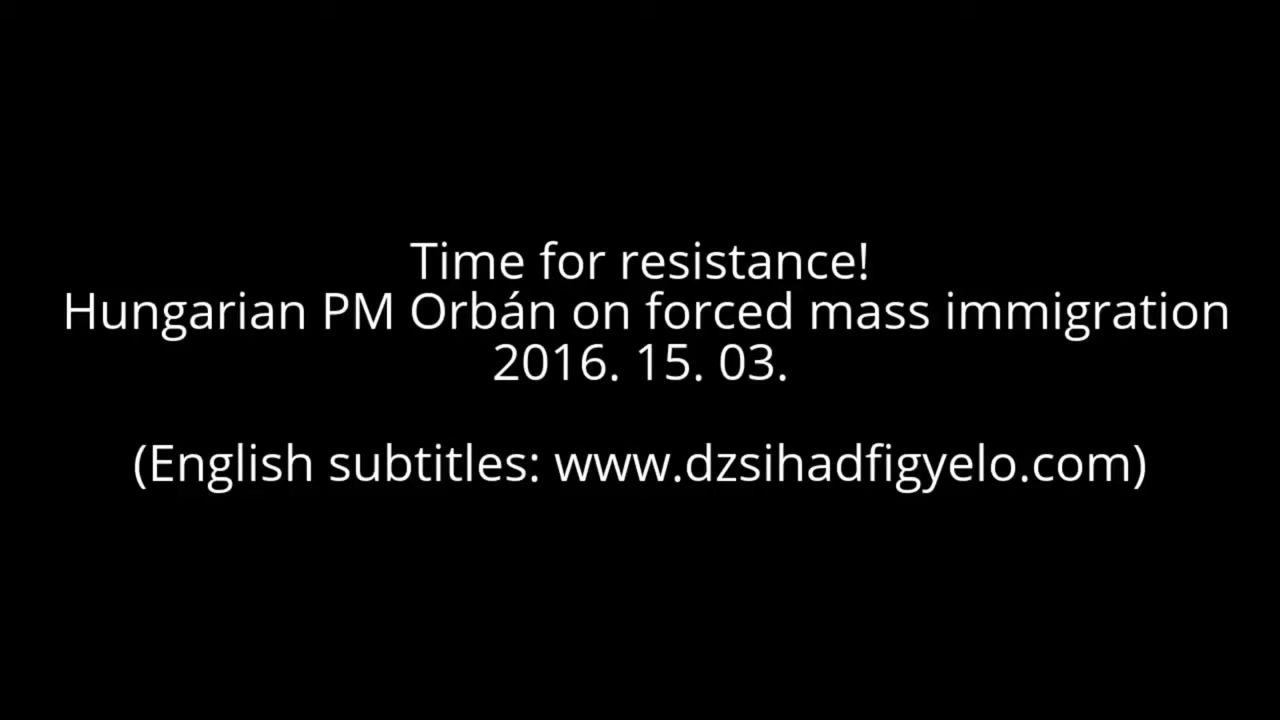 Time for resistance!
Hungarian PM Orbán on forced mass immigration
2016. 15. 03.
(English subtitles: www.dzsihadfigyelo.com)